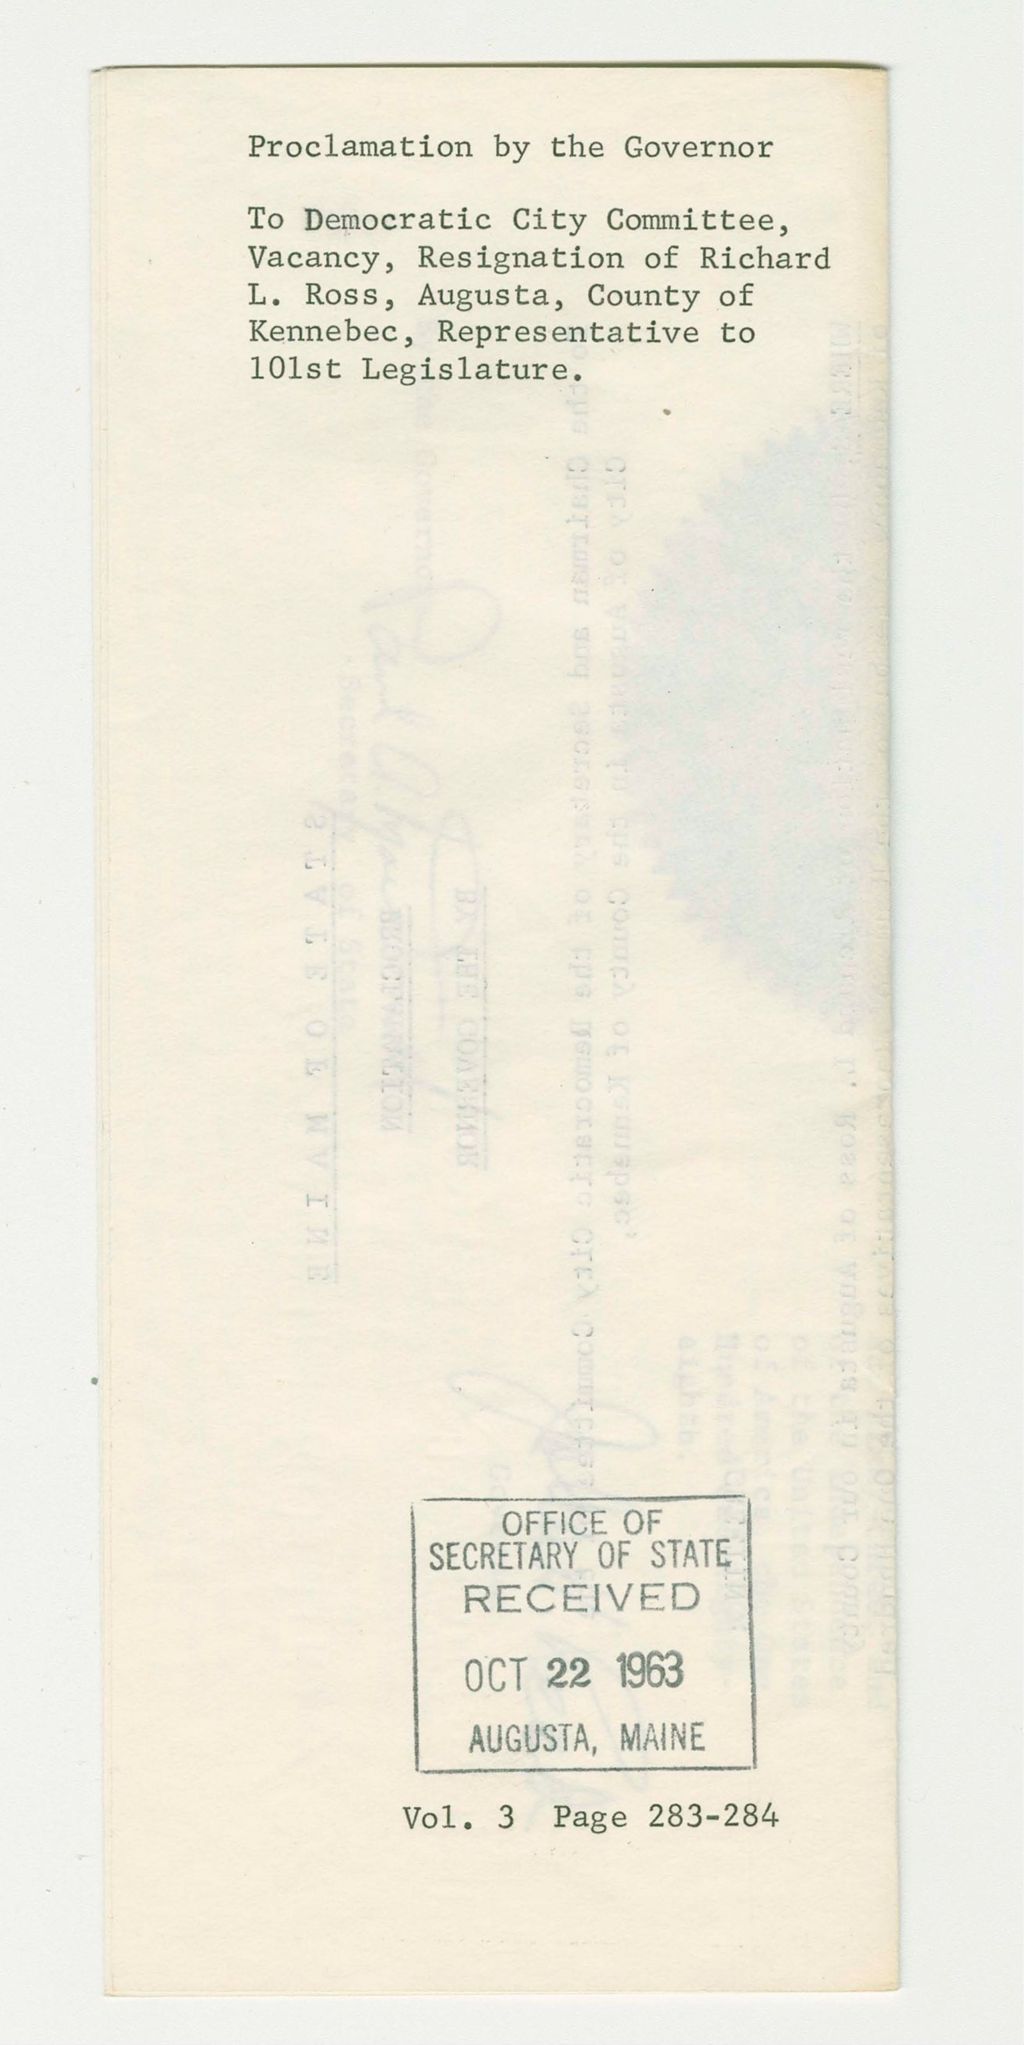 Proclamation by the Governor
To Democratic City Committee,
Vacancy, Resignation of Richard
L. Ross, Augusta, County of
Kennebec, Representative to
101st Legislature.
OFFICE OF
SECRETARY OF STATE
RECEIVED
OCT 22 1963
AUGUSTA, MAINE
Vol. 3 Page 283-284